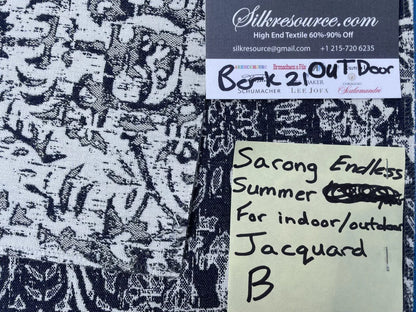 Silkresource.com
High End Textile 60%-90% Off
silkresource@gmail.com +1 215-720 6235
Bork 21 OUT Door
SCHUMACHER LEE JOFA Scalamandré
Sarong Endless
Summer
For indoor/outdoor
Jacquard
B